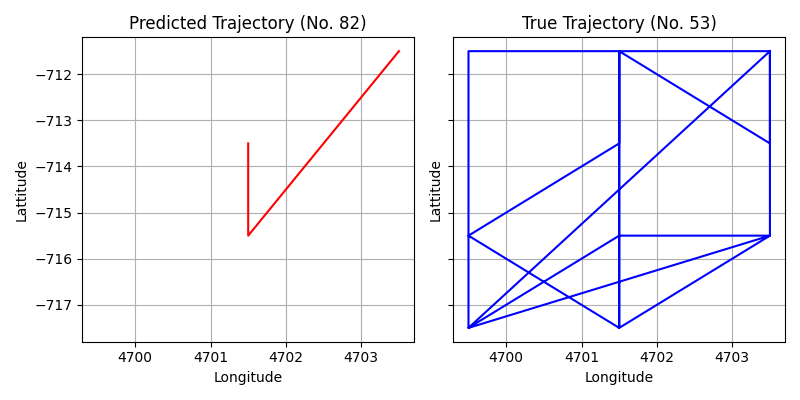 Predicted Trajectory (No. 82)
True Trajectory (No. 53)
Lattitude
−712
−713
−714
−715
−716
−717
4700
4701
4702
4703
Longitude
Lattitude
4700
4701
4702
4703
Longitude